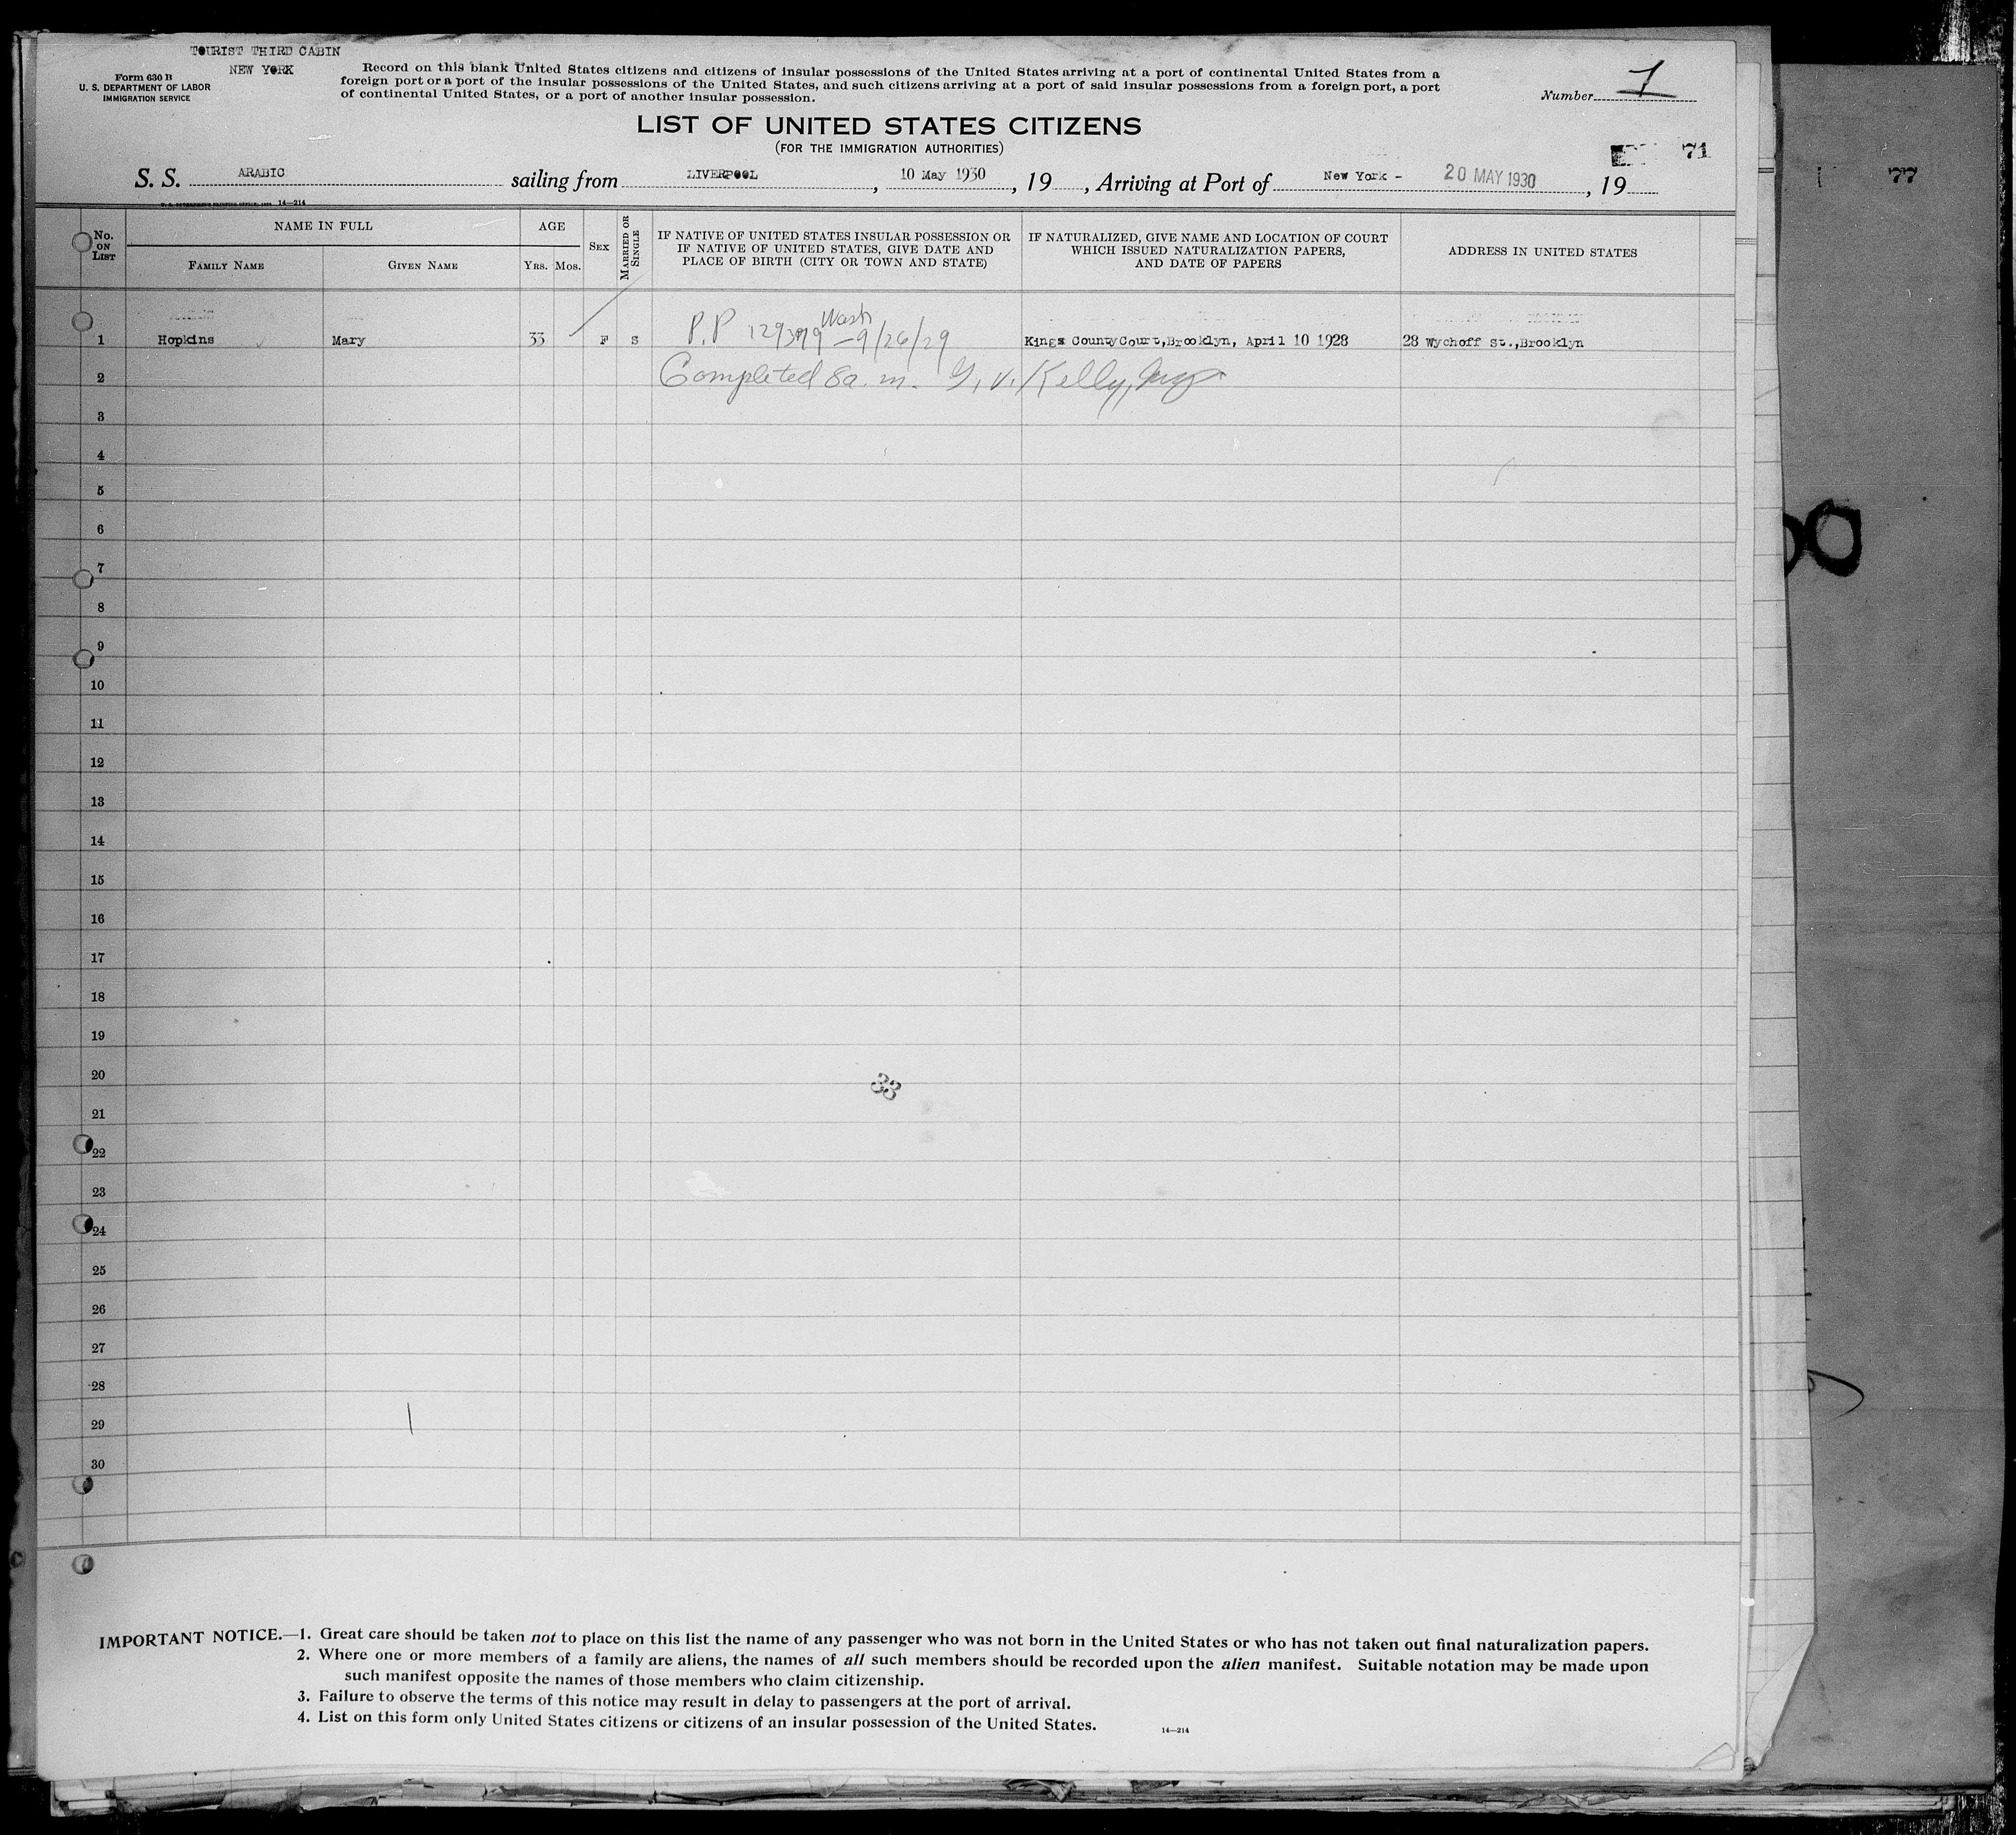 TOURIST THIRD CABIN
NEW YORK
Form 630 B
U. S. DEPARTMENT OF LABOR
IMMIGRATION SERVICE
Record on this blank United States citizens and citizens of insular possessions of the United States arriving at a port of continental United States from a
foreign port or a port of the insular possessions of the United States, and such citizens arriving at a port of said insular possessions from a foreign port, a port
of continental United States, or a port of another insular possession.
Number 1
LIST OF UNITED STATES CITIZENS
(FOR THE IMMIGRATION AUTHORITIES)
71
77
S. S. ARABIC sailing from LIVERPOOL, 10 May 1930, 19 , Arriving at Port of New York - 20 MAY 1930, 19
14—214
No. ON LIST
NAME IN FULL
FAMILY NAME
GIVEN NAME
AGE
YRS. MOS.
SEX
MARRIED OR SINGLE
IF NATIVE OF UNITED STATES INSULAR POSSESSION OR
IF NATIVE OF UNITED STATES, GIVE DATE AND
PLACE OF BIRTH (CITY OR TOWN AND STATE)
IF NATURALIZED, GIVE NAME AND LOCATION OF COURT
WHICH ISSUED NATURALIZATION PAPERS,
AND DATE OF PAPERS
ADDRESS IN UNITED STATES
Wash
1 Hopkins Mary 33 F S P.P 129379 - 9/26/29 Kings County Court, Brooklyn, April 10 1928 28 Wychoff St., Brooklyn
2 Completed 8 a. m. G. V. Kelly,
3
4
5
6
7
8
9
10
11
12
13
14
15
16
17
18
19
20
33
21
22
23
24
25
26
27
28
29
30
IMPORTANT NOTICE.—1. Great care should be taken not to place on this list the name of any passenger who was not born in the United States or who has not taken out final naturalization papers.
2. Where one or more members of a family are aliens, the names of all such members should be recorded upon the alien manifest. Suitable notation may be made upon
such manifest opposite the names of those members who claim citizenship.
3. Failure to observe the terms of this notice may result in delay to passengers at the port of arrival.
4. List on this form only United States citizens or citizens of an insular possession of the United States.
14—214